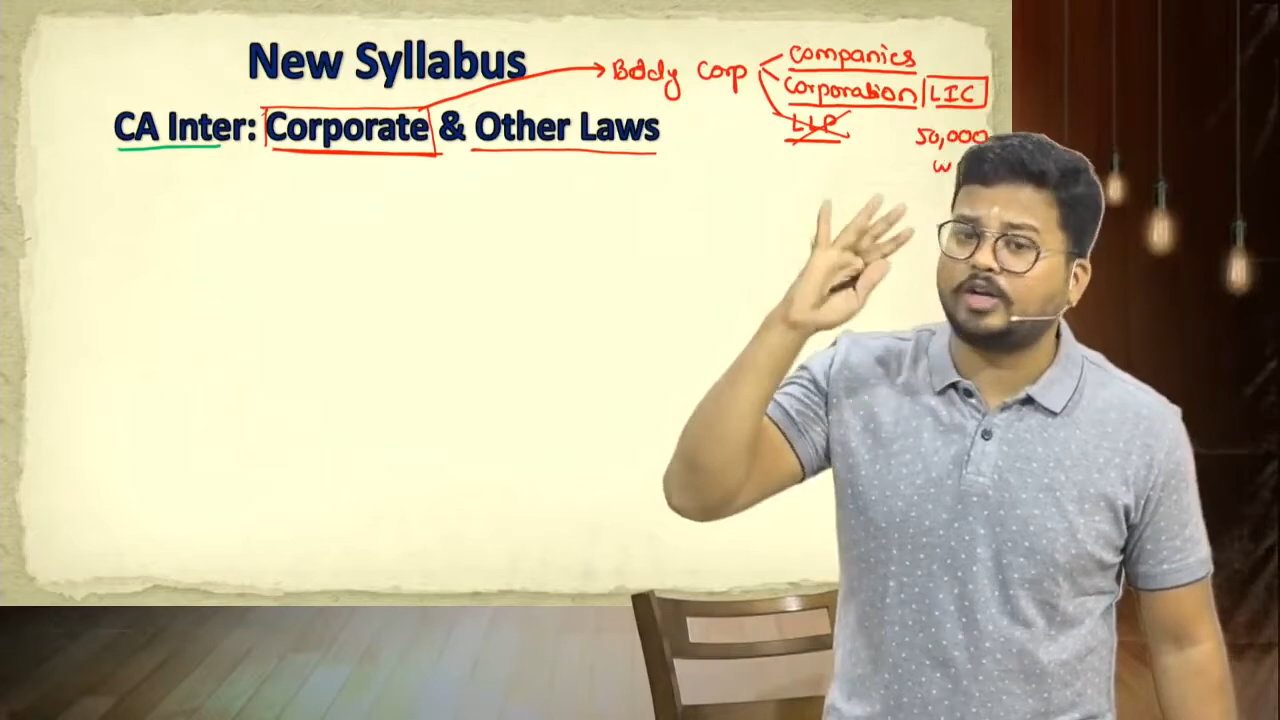 New Syllabus
CA Inter: Corporate & Other Laws
Body Corp
companies
Corporation | LIC
LLP
50,000